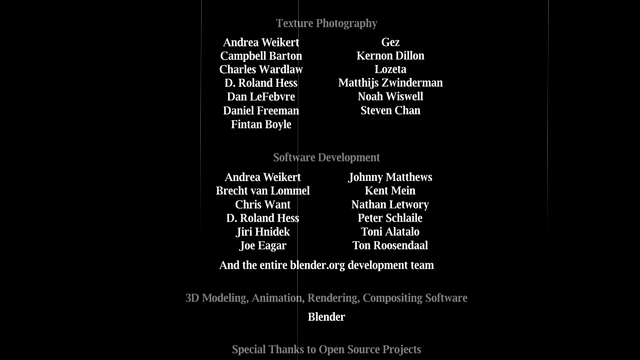 Texture Photography
Andrea Weikert Gez
Campbell Barton Kernon Dillon
Charles Wardlaw Lozeta
D. Roland Hess Matthijs Zwinderman
Dan LeFebvre Noah Wiswell
Daniel Freeman Steven Chan
Fintan Boyle
Software Development
Andrea Weikert Johnny Matthews
Brecht van Lommel Kent Mein
Chris Want Nathan Letwory
D. Roland Hess Peter Schlaile
Jiri Hnidek Toni Alatalo
Joe Eagar Ton Roosendaal
And the entire blender.org development team
3D Modeling, Animation, Rendering, Compositing Software
Blender
Special Thanks to Open Source Projects